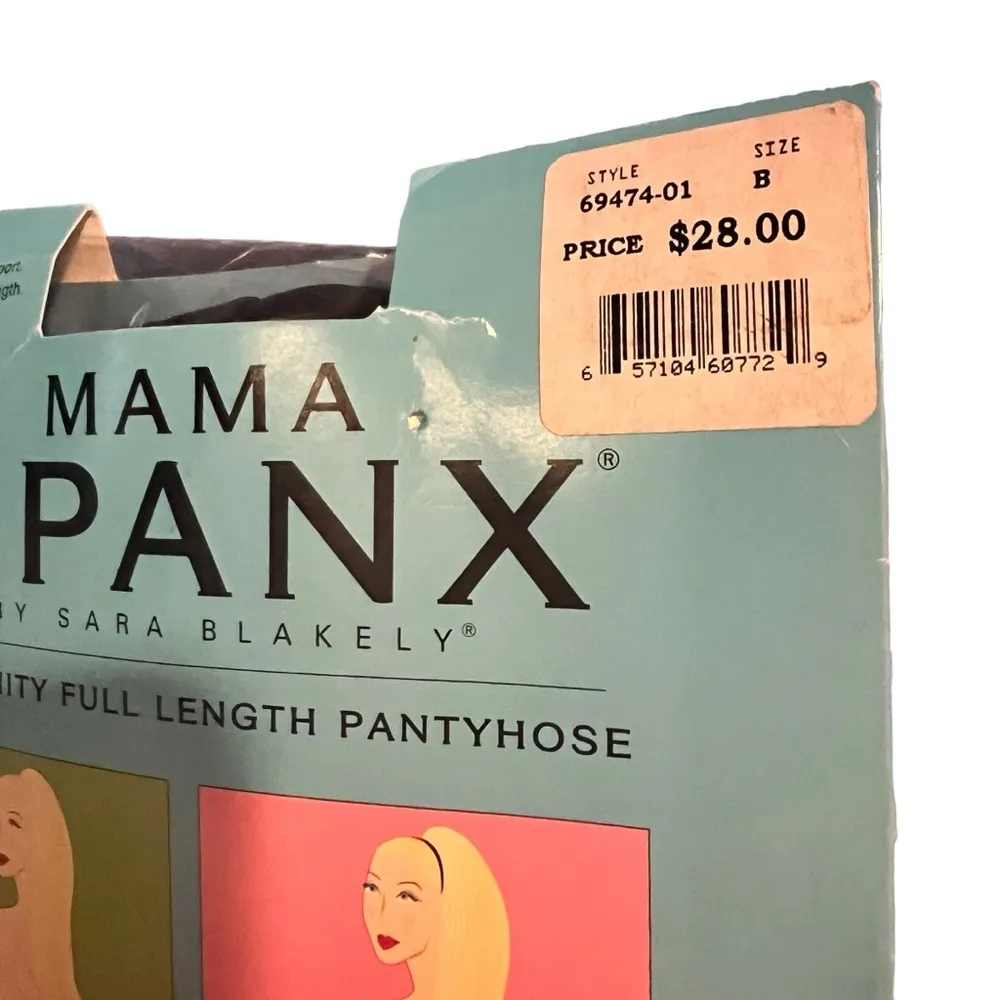 STYLE SIZE
69474-01 B
PRICE $28.00
6 57104 60772 9
MAMA
PANX®
BY SARA BLAKELY®
FULL LENGTH PANTYHOSE